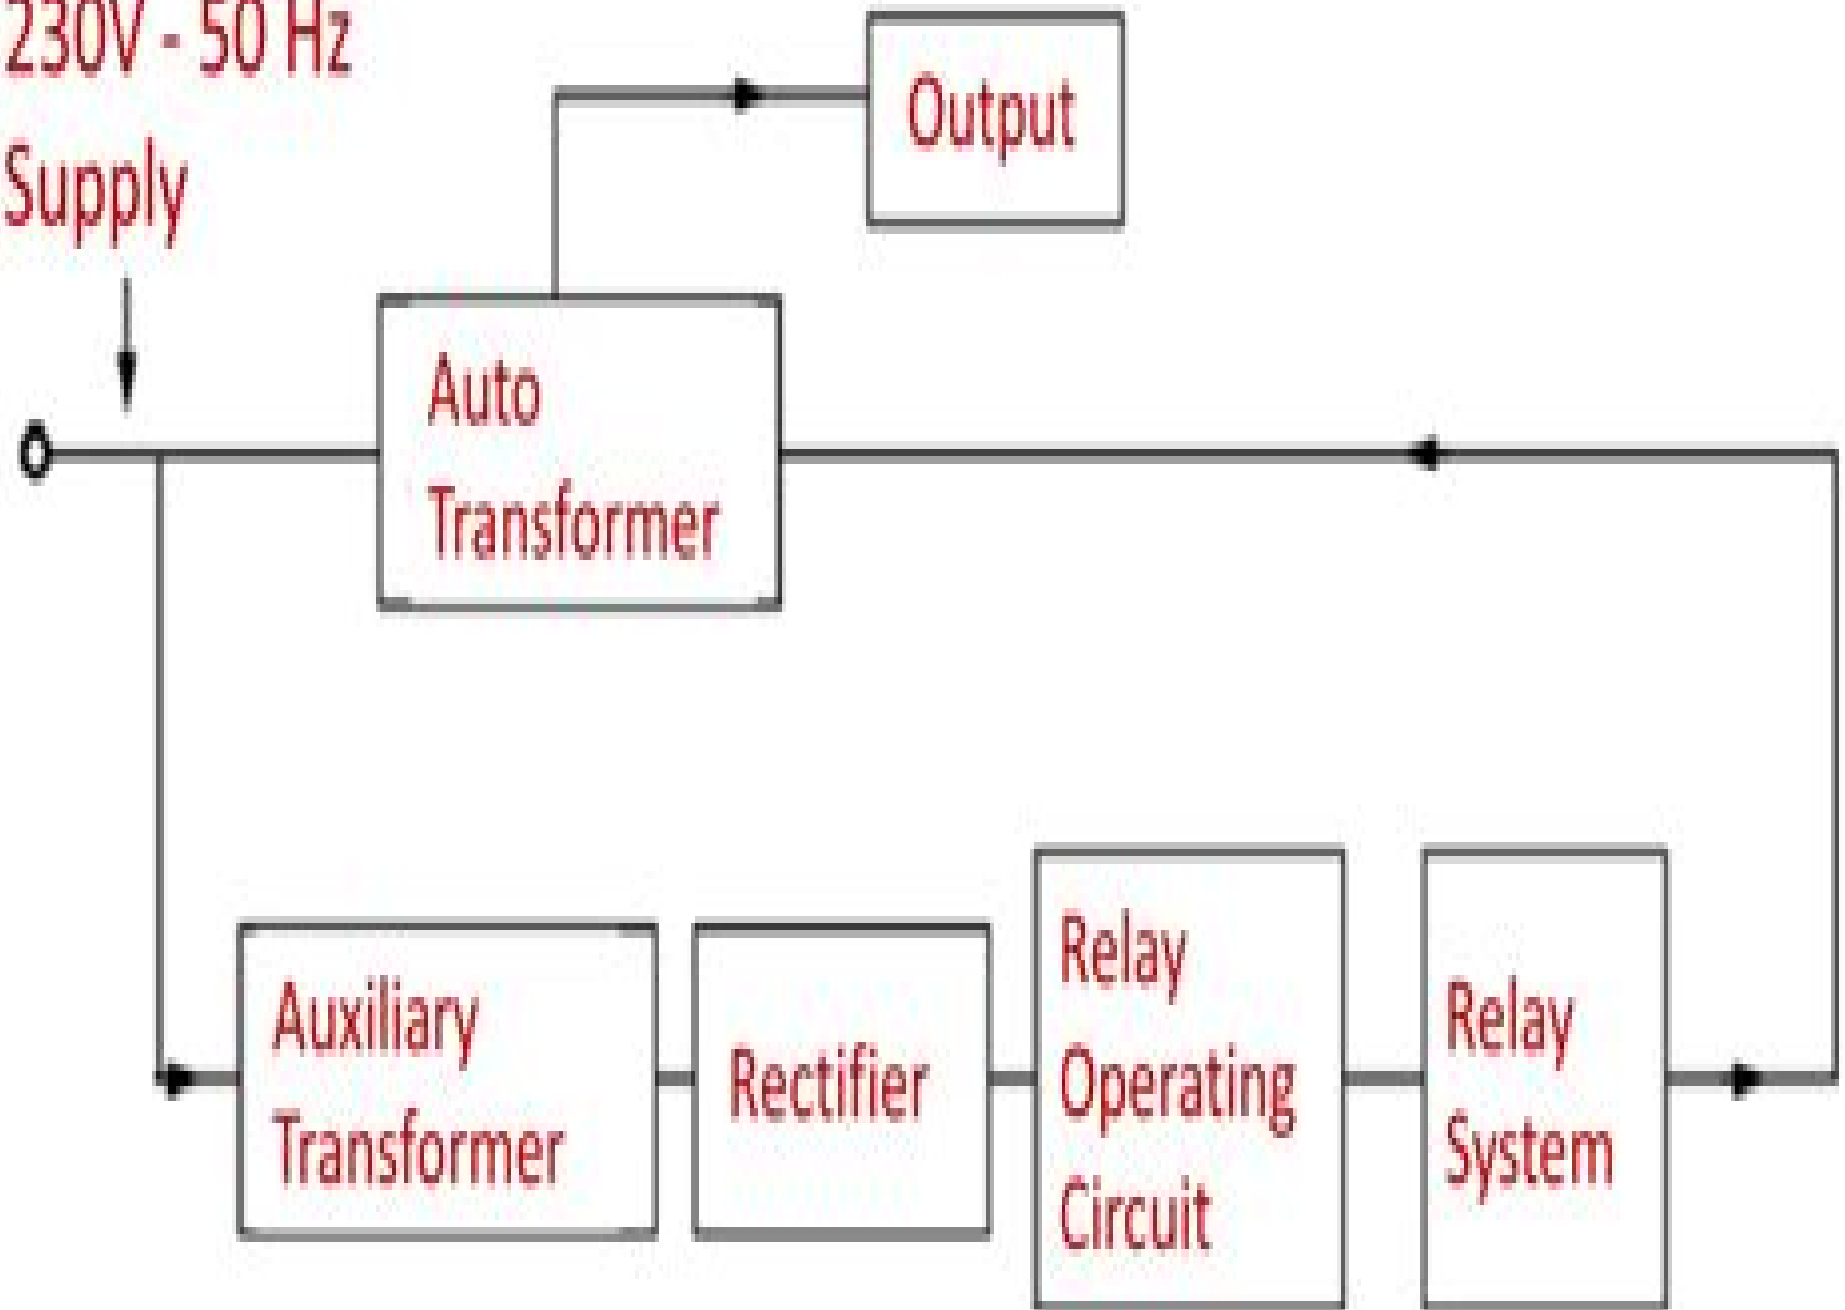 230V - 50 Hz
Supply
Output
Auto
Transformer
Auxiliary
Transformer
Rectifier
Relay
Operating
Circuit
Relay
System